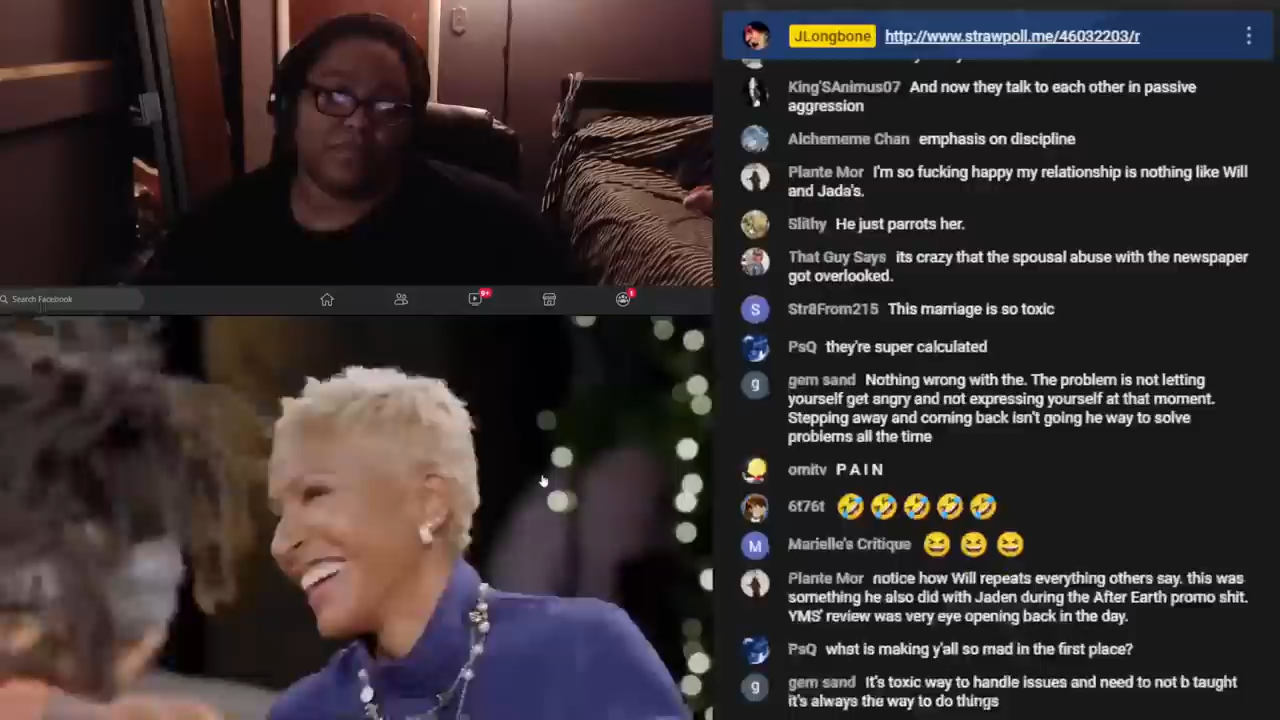 JLongbone http://www.strawpoll.me/46032203/r
King'SAnimus07 And now they talk to each other in passive
aggression
Alchememe Chan emphasis on discipline
Plante Mor I'm so fucking happy my relationship is nothing like Will
and Jada's.
Slithy He just parrots her.
That Guy Says its crazy that the spousal abuse with the newspaper
got overlooked.
S Str8From215 This marriage is so toxic
PsQ they're super calculated
g gem sand Nothing wrong with the. The problem is not letting
yourself get angry and not expressing yourself at that moment.
Stepping away and coming back isn't going he way to solve
problems all the time
omitv P A I N
6t76t 🤣🤣🤣🤣🤣
M Marielle's Critique 😆😆😆
Plante Mor notice how Will repeats everything others say. this was
something he also did with Jaden during the After Earth promo shit.
YMS' review was very eye opening back in the day.
PsQ what is making y'all so mad in the first place?
g gem sand It's toxic way to handle issues and need to not b taught
it's always the way to do things
Search Facebook
9+
1